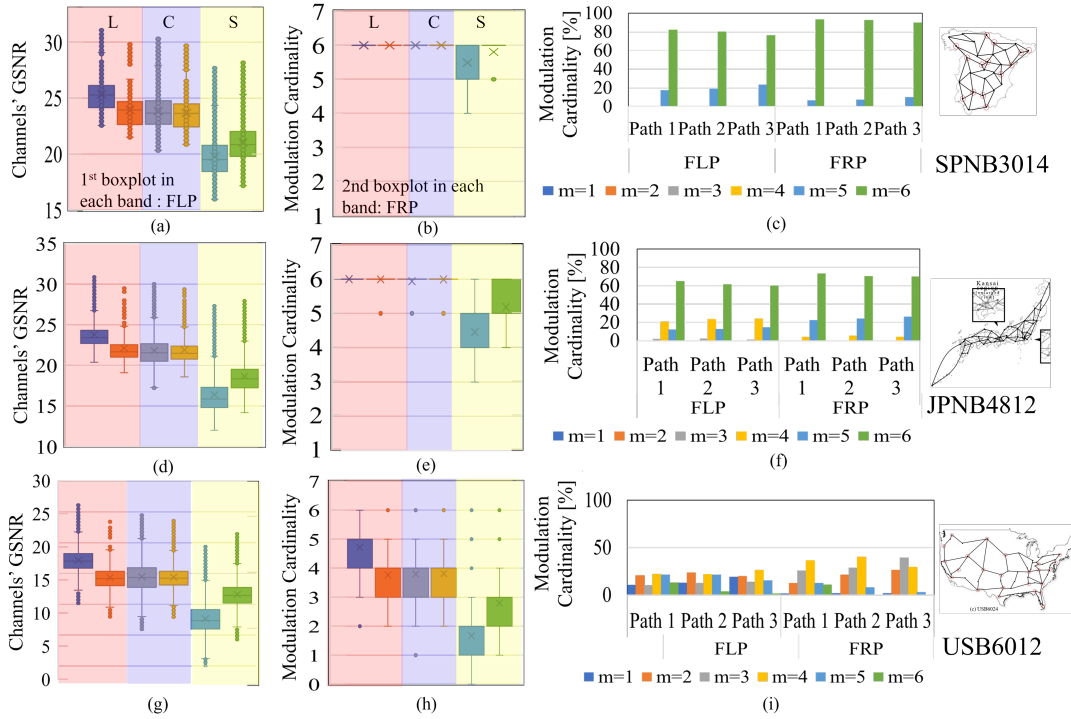 L C S
Channels' GSNR
30
25
20
15
1st boxplot in
each band : FLP
(a)
L C S
Modulation Cardinality
7
6
5
4
3
2
1
2nd boxplot in each
band: FRP
(b)
Modulation
Cardinality [%]
100
80
60
40
20
0
Path 1 Path 2 Path 3 Path 1 Path 2 Path 3
FLP FRP
m=1 m=2 m=3 m=4 m=5 m=6
(c)
SPNB3014
Channels' GSNR
35
30
25
20
15
10
(d)
Modulation Cardinality
7
6
5
4
3
2
1
(e)
Modulation
Cardinality [%]
100
80
60
40
20
0
Path Path Path Path Path Path
1 2 3 1 2 3
FLP FRP
m=1 m=2 m=3 m=4 m=5 m=6
(f)
Kansai
JPNB4812
Channels' GSNR
30
25
20
15
10
5
0
(g)
Modulation Cardinality
7
6
5
4
3
2
1
0
(h)
Modulation
Cardinality [%]
100
50
0
Path 1 Path 2 Path 3 Path 1 Path 2 Path 3
FLP FRP
m=1 m=2 m=3 m=4 m=5 m=6
(i)
(c) USB6024
USB6012